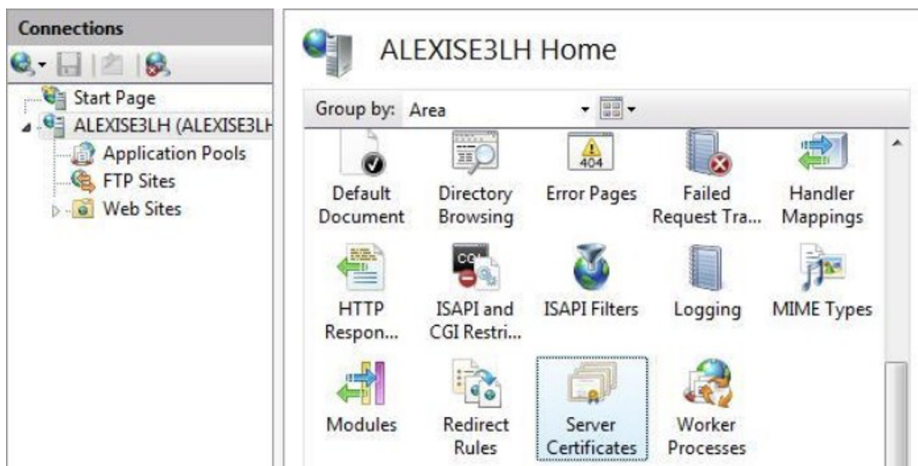 Connections
Start Page
ALEXISE3LH (ALEXISE3LH
Application Pools
FTP Sites
Web Sites
ALEXISE3LH Home
Group by: Area
404
Default
Document
Directory
Browsing
Error Pages
Failed
Request Tra...
Handler
Mappings
CGI
HTTP
Respon...
ISAPI and
CGI Restri...
ISAPI Filters
Logging
MIME Types
Modules
Redirect
Rules
Server
Certificates
Worker
Processes